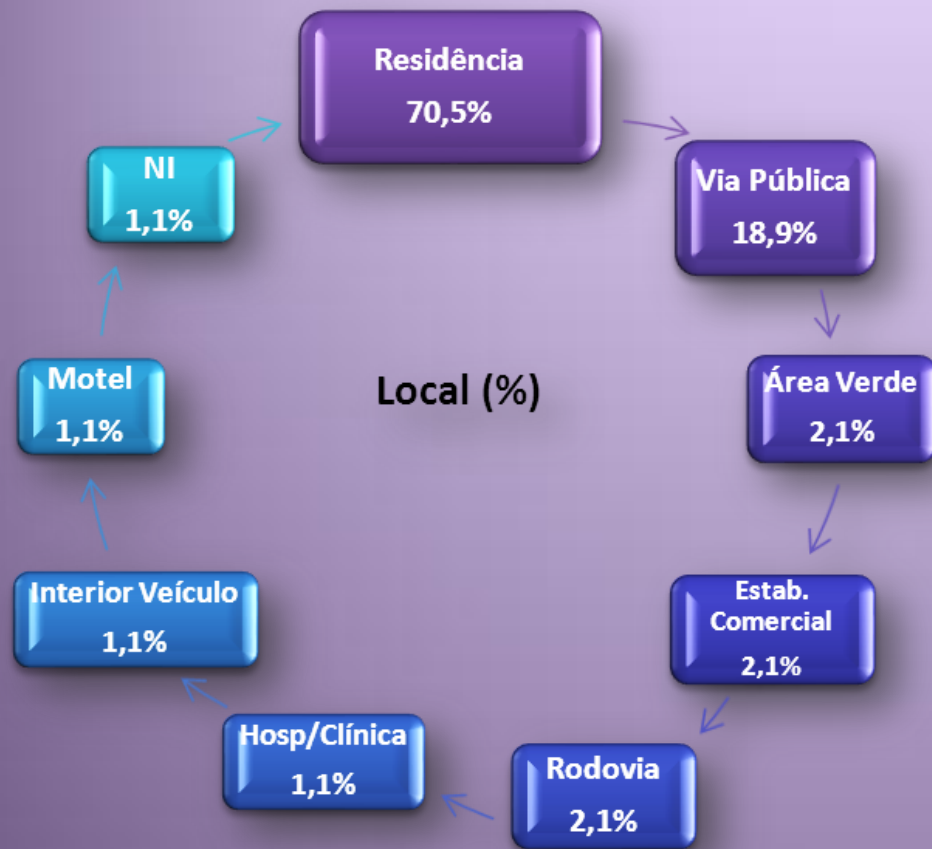 Residência
70,5%
Via Pública
18,9%
Área Verde
2,1%
Estab.
Comercial
2,1%
Rodovia
2,1%
Hosp/Clínica
1,1%
Interior Veículo
1,1%
Motel
1,1%
NI
1,1%
Local (%)